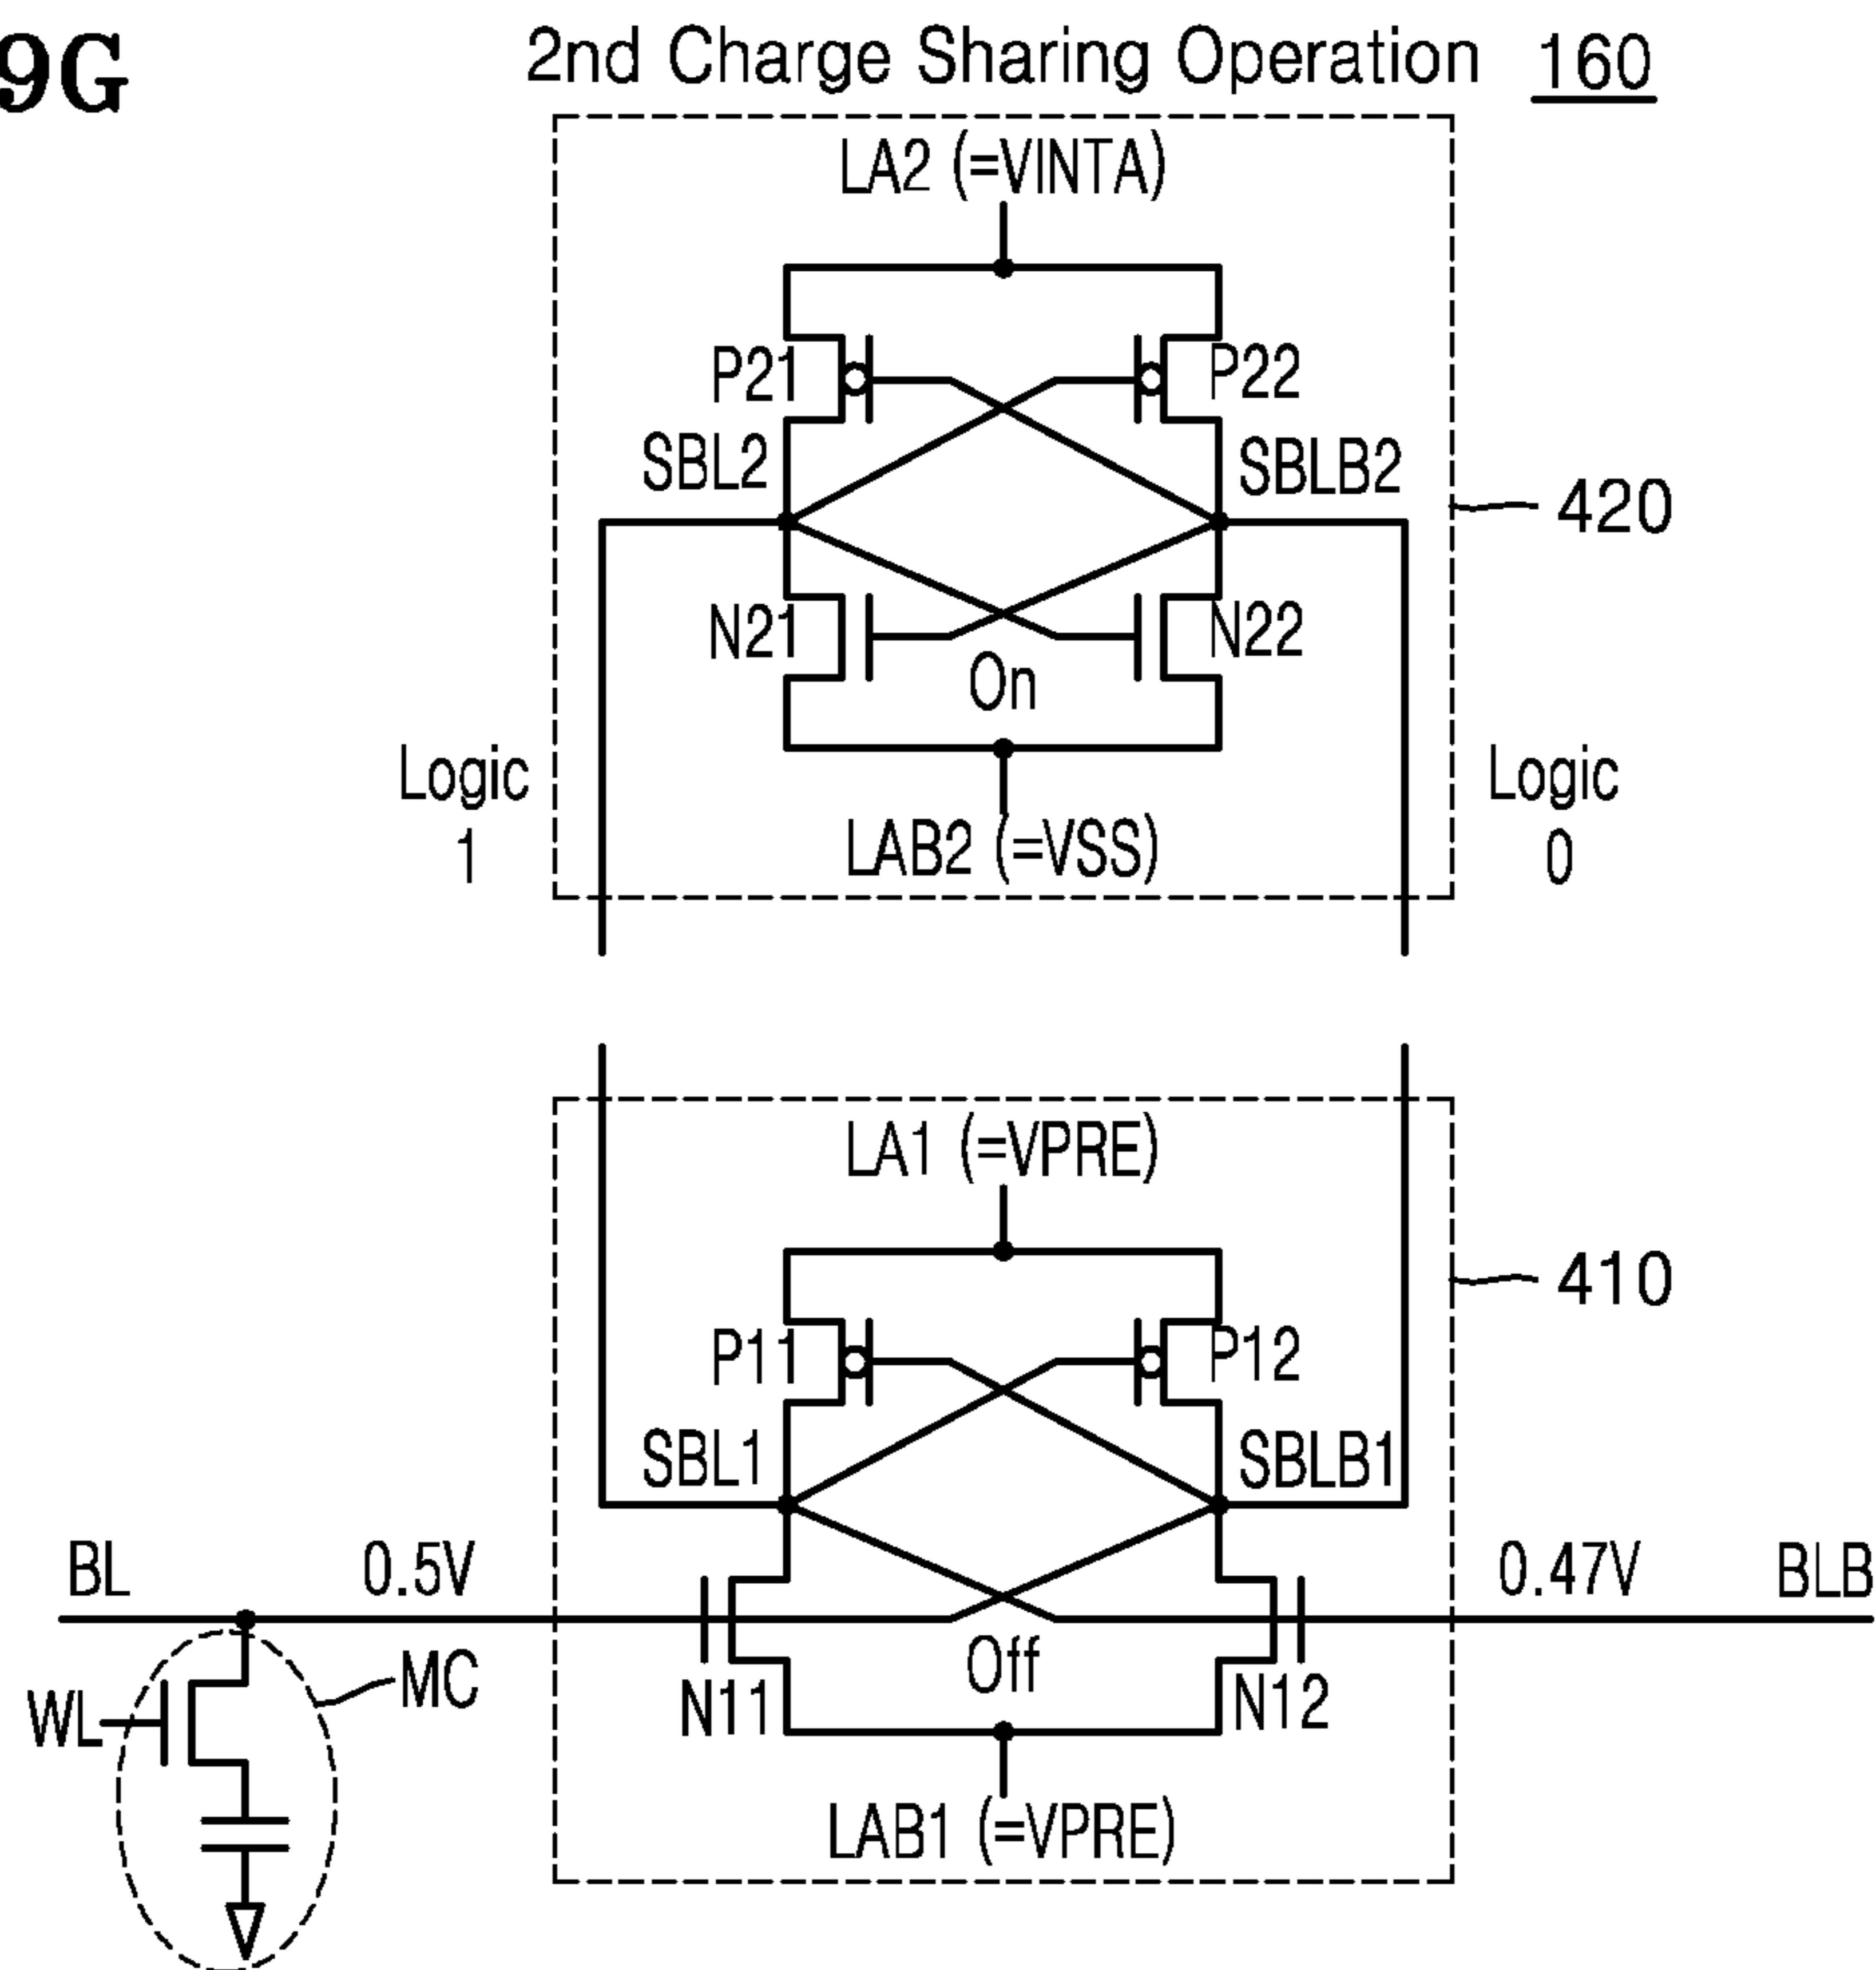 9G
2nd Charge Sharing Operation 160
LA2 (=VINTA)
P21 P22
SBL2 SBLB2
420
N21 N22
On
Logic 1
Logic 0
LAB2 (=VSS)
LA1 (=VPRE)
410
P11 P12
SBL1 SBLB1
BL 0.5V 0.47V BLB
Off
MC
WL
N11 N12
LAB1 (=VPRE)